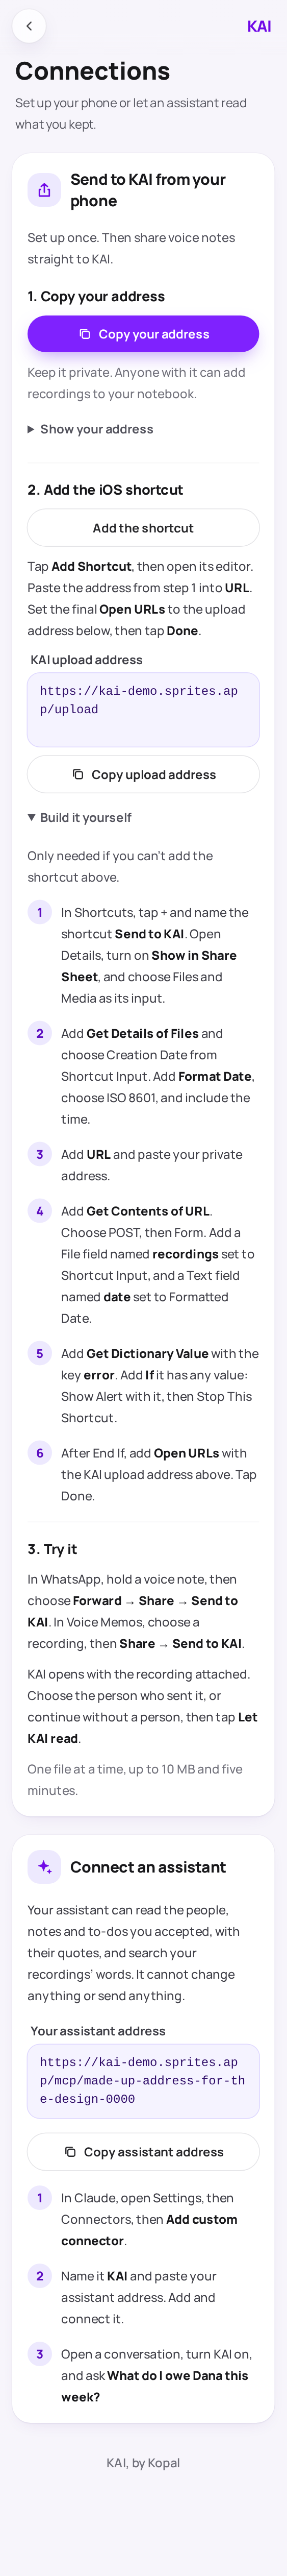 KAI
Connections
Set up your phone or let an assistant read
what you kept.
Send to KAI from your
phone
Set up once. Then share voice notes
straight to KAI.
1. Copy your address
Copy your address
Keep it private. Anyone with it can add
recordings to your notebook.
Show your address
2. Add the iOS shortcut
Add the shortcut
Tap Add Shortcut, then open its editor.
Paste the address from step 1 into URL.
Set the final Open URLs to the upload
address below, then tap Done.
KAI upload address
https://kai-demo.sprites.ap
p/upload
Copy upload address
Build it yourself
Only needed if you can't add the
shortcut above.
1
In Shortcuts, tap + and name the
shortcut Send to KAI. Open
Details, turn on Show in Share
Sheet, and choose Files and
Media as its input.
2
Add Get Details of Files and
choose Creation Date from
Shortcut Input. Add Format Date,
choose ISO 8601, and include the
time.
3
Add URL and paste your private
address.
4
Add Get Contents of URL.
Choose POST, then Form. Add a
File field named recordings set to
Shortcut Input, and a Text field
named date set to Formatted
Date.
5
Add Get Dictionary Value with the
key error. Add If it has any value:
Show Alert with it, then Stop This
Shortcut.
6
After End If, add Open URLs with
the KAI upload address above. Tap
Done.
3. Try it
In WhatsApp, hold a voice note, then
choose Forward → Share → Send to
KAI. In Voice Memos, choose a
recording, then Share → Send to KAI.
KAI opens with the recording attached.
Choose the person who sent it, or
continue without a person, then tap Let
KAI read.
One file at a time, up to 10 MB and five
minutes.
Connect an assistant
Your assistant can read the people,
notes and to-dos you accepted, with
their quotes, and search your
recordings' words. It cannot change
anything or send anything.
Your assistant address
https://kai-demo.sprites.ap
p/mcp/made-up-address-for-th
e-design-0000
Copy assistant address
1
In Claude, open Settings, then
Connectors, then Add custom
connector.
2
Name it KAI and paste your
assistant address. Add and
connect it.
3
Open a conversation, turn KAI on,
and ask What do I owe Dana this
week?
KAI, by Kopal